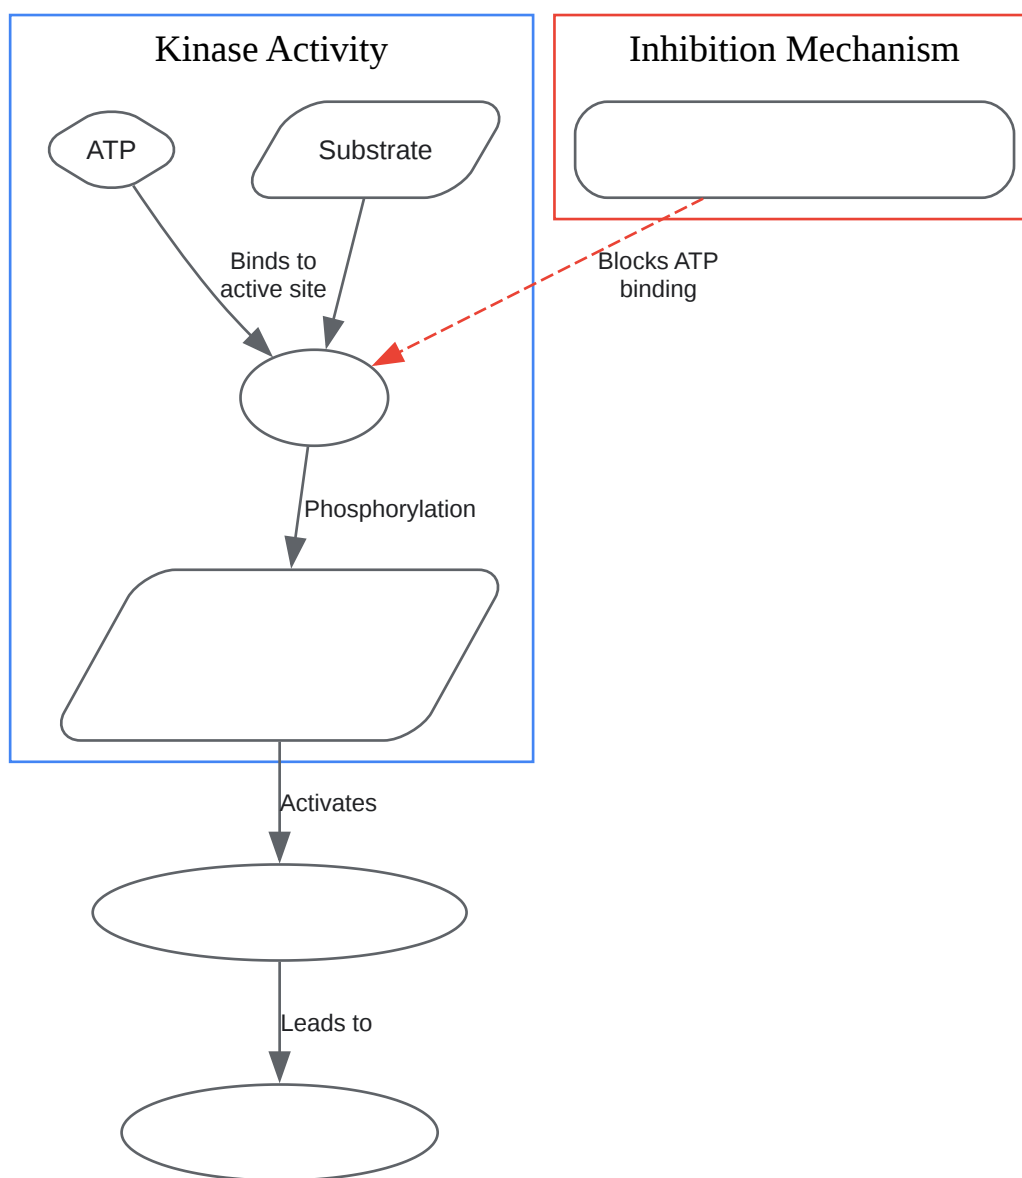 Kinase Activity
Inhibition Mechanism
ATP
Substrate
Binds to
active site
Blocks ATP
binding
Phosphorylation
Activates
Leads to